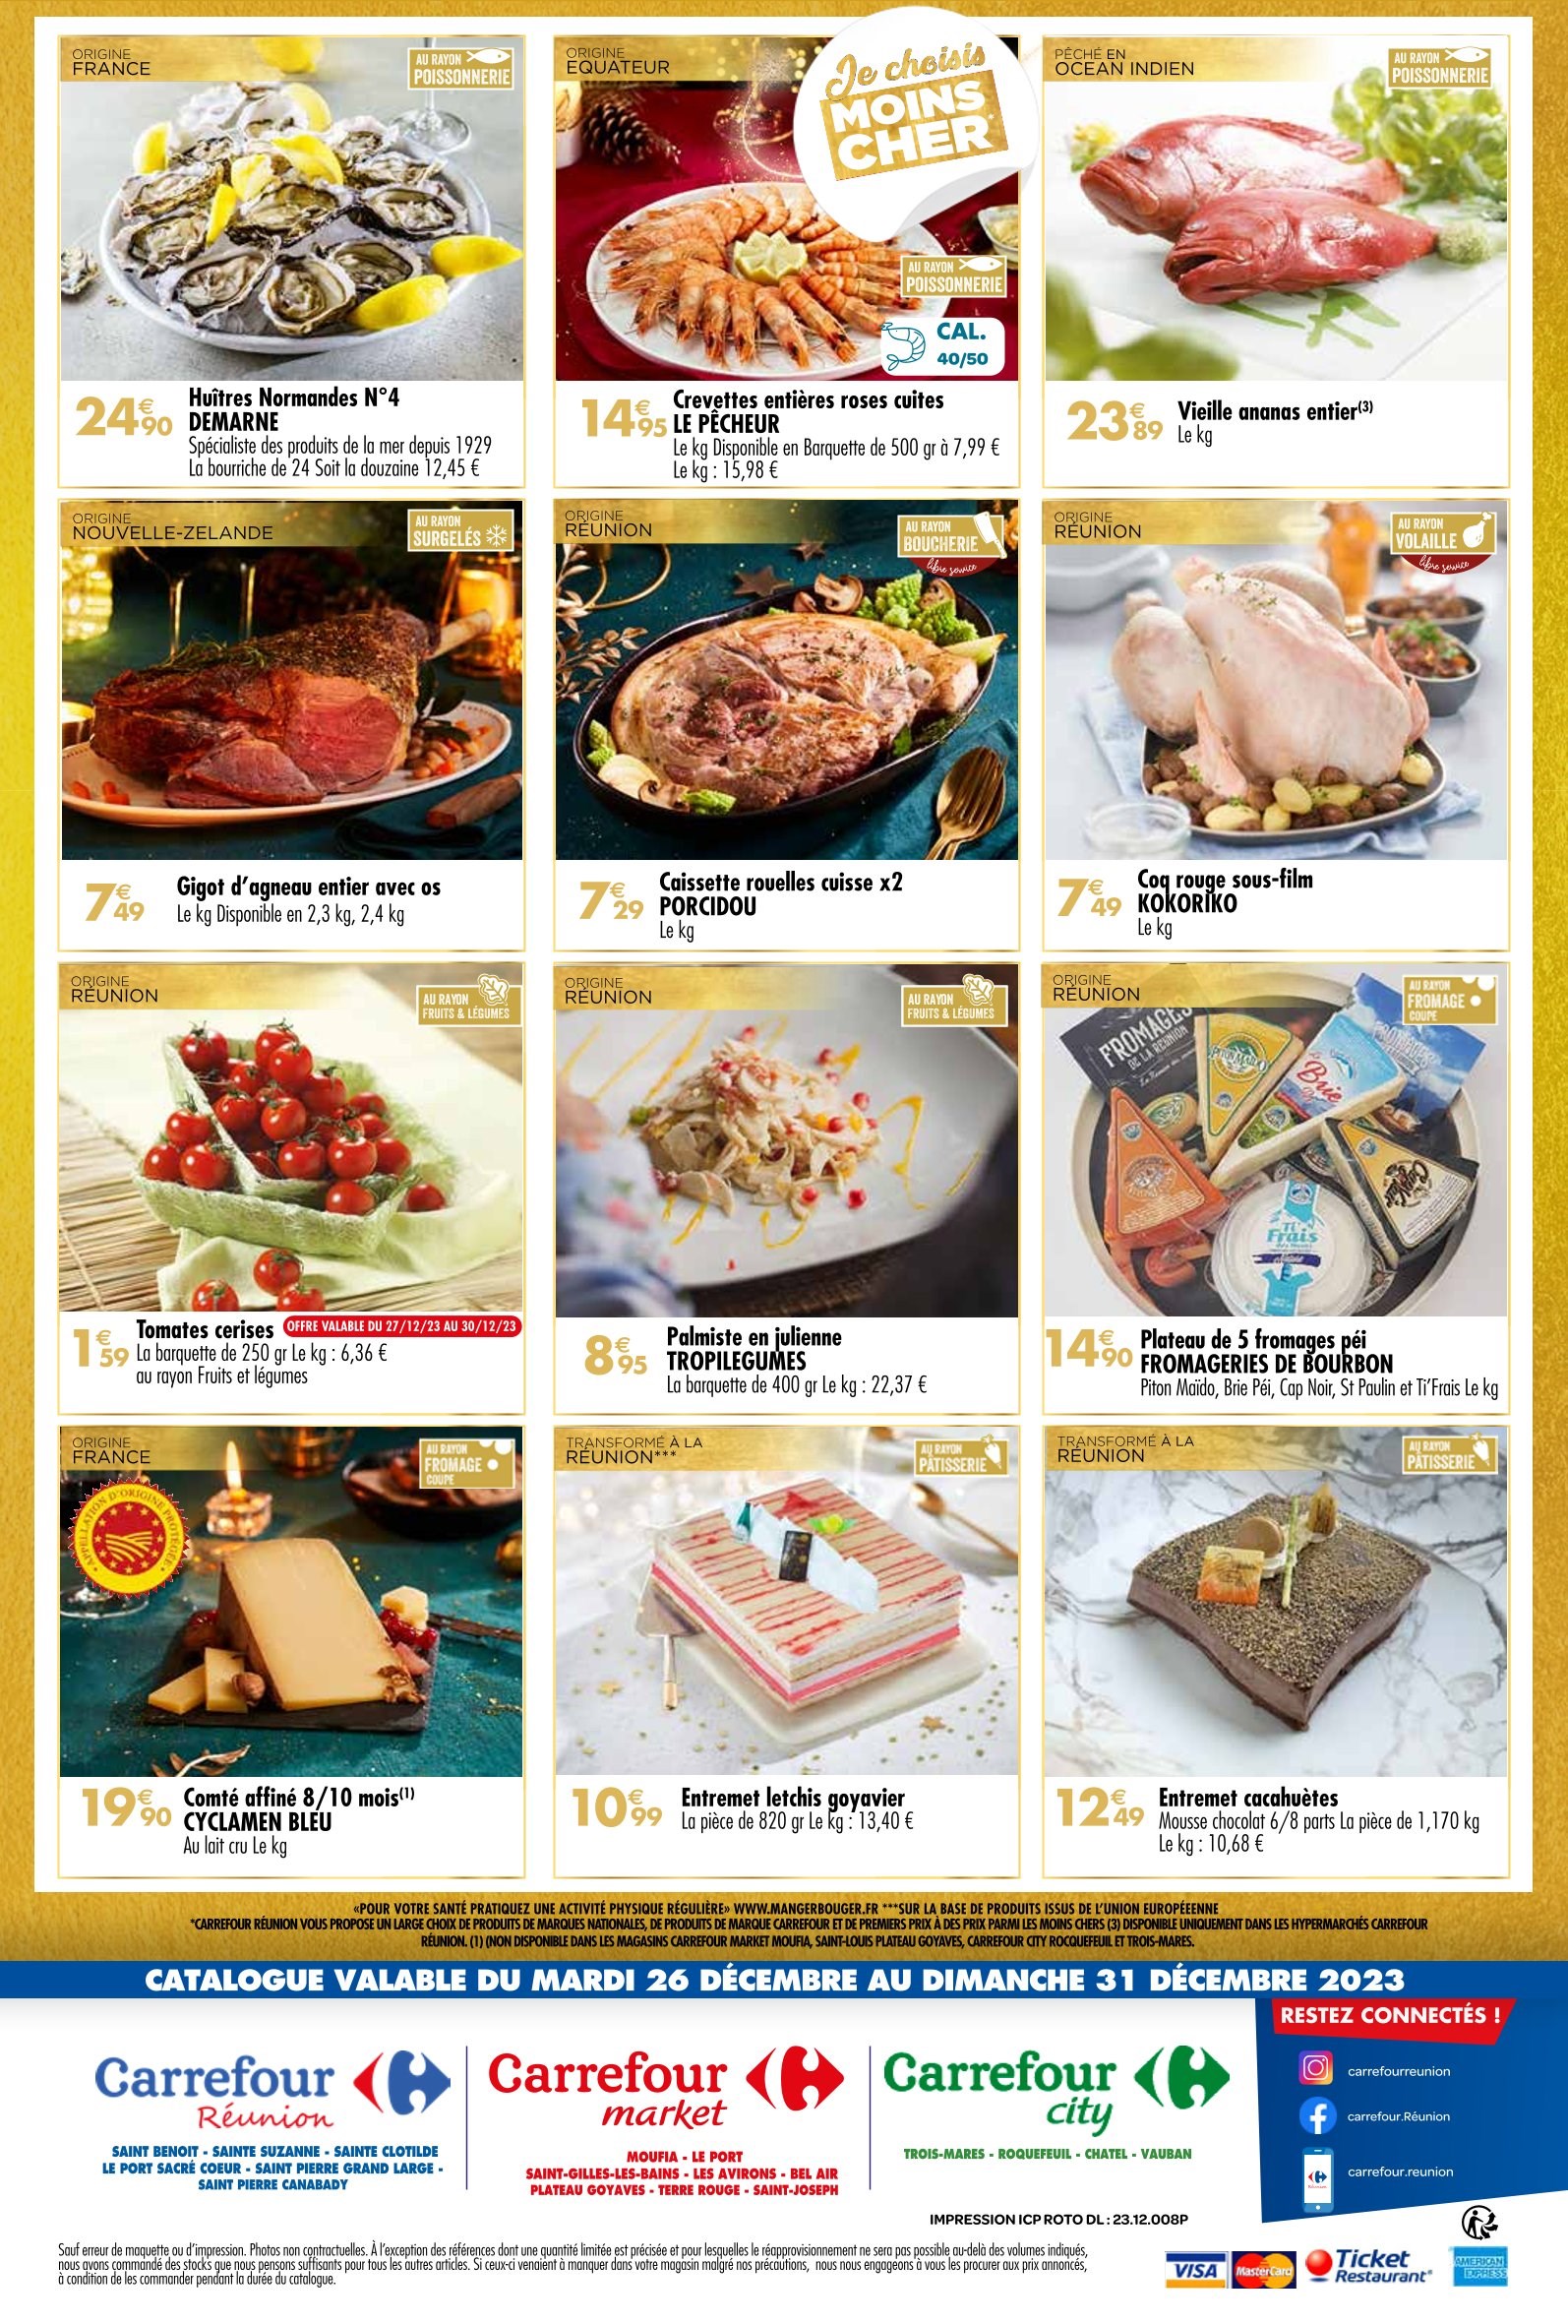 ORIGINE
FRANCE
AU RAYON
POISSONNERIE
24€90
Huîtres Normandes N°4
DEMARNE
Spécialiste des produits de la mer depuis 1929
La bourriche de 24 Soit la douzaine 12,45 €
ORIGINE
EQUATEUR
Je choisis
MOINS
CHER*
AU RAYON
POISSONNERIE
CAL.
40/50
14€95
Crevettes entières roses cuites
LE PÊCHEUR
Le kg Disponible en Barquette de 500 gr à 7,99 €
Le kg : 15,98 €
PÊCHÉ EN
OCEAN INDIEN
AU RAYON
POISSONNERIE
23€89
Vieille ananas entier(3)
Le kg
ORIGINE
NOUVELLE-ZELANDE
AU RAYON
SURGELÉS
7€49
Gigot d'agneau entier avec os
Le kg Disponible en 2,3 kg, 2,4 kg
ORIGINE
RÉUNION
AU RAYON
BOUCHERIE
libre service
7€29
Caissette rouelles cuisse x2
PORCIDOU
Le kg
ORIGINE
RÉUNION
AU RAYON
VOLAILLE
libre service
7€49
Coq rouge sous-film
KOKORIKO
Le kg
ORIGINE
RÉUNION
AU RAYON
FRUITS & LÉGUMES
1€59
Tomates cerises
OFFRE VALABLE DU 27/12/23 AU 30/12/23
La barquette de 250 gr Le kg : 6,36 €
au rayon Fruits et légumes
ORIGINE
RÉUNION
AU RAYON
FRUITS & LÉGUMES
8€95
Palmiste en julienne
TROPILEGUMES
La barquette de 400 gr Le kg : 22,37 €
ORIGINE
RÉUNION
AU RAYON
FROMAGE
COUPE
FROMAGES
DE LA RÉUNION
PITON MAÏDO
Brie
Ti'
Frais
14€90
Plateau de 5 fromages péi
FROMAGERIES DE BOURBON
Piton Maïdo, Brie Péi, Cap Noir, St Paulin et Ti'Frais Le kg
ORIGINE
FRANCE
AU RAYON
FROMAGE
COUPE
APPELLATION D'ORIGINE PROTÉGÉE
19€90
Comté affiné 8/10 mois(1)
CYCLAMEN BLEU
Au lait cru Le kg
TRANSFORMÉ À LA
RÉUNION***
AU RAYON
PÂTISSERIE
10€99
Entremet letchis goyavier
La pièce de 820 gr Le kg : 13,40 €
TRANSFORMÉ À LA
RÉUNION
AU RAYON
PÂTISSERIE
12€49
Entremet cacahuètes
Mousse chocolat 6/8 parts La pièce de 1,170 kg
Le kg : 10,68 €
«POUR VOTRE SANTÉ PRATIQUEZ UNE ACTIVITÉ PHYSIQUE RÉGULIÈRE» WWW.MANGERBOUGER.FR ***SUR LA BASE DE PRODUITS ISSUS DE L'UNION EUROPÉEENNE
*CARREFOUR RÉUNION VOUS PROPOSE UN LARGE CHOIX DE PRODUITS DE MARQUES NATIONALES, DE PRODUITS DE MARQUE CARREFOUR ET DE PREMIERS PRIX À DES PRIX PARMI LES MOINS CHERS (3) DISPONIBLE UNIQUEMENT DANS LES HYPERMARCHÉS CARREFOUR
RÉUNION. (1) (NON DISPONIBLE DANS LES MAGASINS CARREFOUR MARKET MOUFIA, SAINT-LOUIS PLATEAU GOYAVES, CARREFOUR CITY ROCQUEFEUIL ET TROIS-MARES.
CATALOGUE VALABLE DU MARDI 26 DÉCEMBRE AU DIMANCHE 31 DÉCEMBRE 2023
Carrefour
Réunion
SAINT BENOIT - SAINTE SUZANNE - SAINTE CLOTILDE
LE PORT SACRÉ COEUR - SAINT PIERRE GRAND LARGE -
SAINT PIERRE CANABADY
Carrefour
market
MOUFIA - LE PORT
SAINT-GILLES-LES-BAINS - LES AVIRONS - BEL AIR
PLATEAU GOYAVES - TERRE ROUGE - SAINT-JOSEPH
Carrefour
city
TROIS-MARES - ROQUEFEUIL - CHATEL - VAUBAN
RESTEZ CONNECTÉS !
carrefourreunion
carrefour.Réunion
carrefour.reunion
IMPRESSION ICP ROTO DL : 23.12.008P
Sauf erreur de maquette ou d'impression. Photos non contractuelles. À l'exception des références dont une quantité limitée est précisée et pour lesquelles le réapprovisionnement ne sera pas possible au-delà des volumes indiqués,
nous avons commandé des stocks que nous pensons suffisants pour tous les autres articles. Si ceux-ci venaient à manquer dans votre magasin malgré nos précautions, nous nous engageons à vous les procurer aux prix annoncés,
à condition de les commander pendant la durée du catalogue.
VISA
MasterCard
Ticket
Restaurant®
AMERICAN
EXPRESS